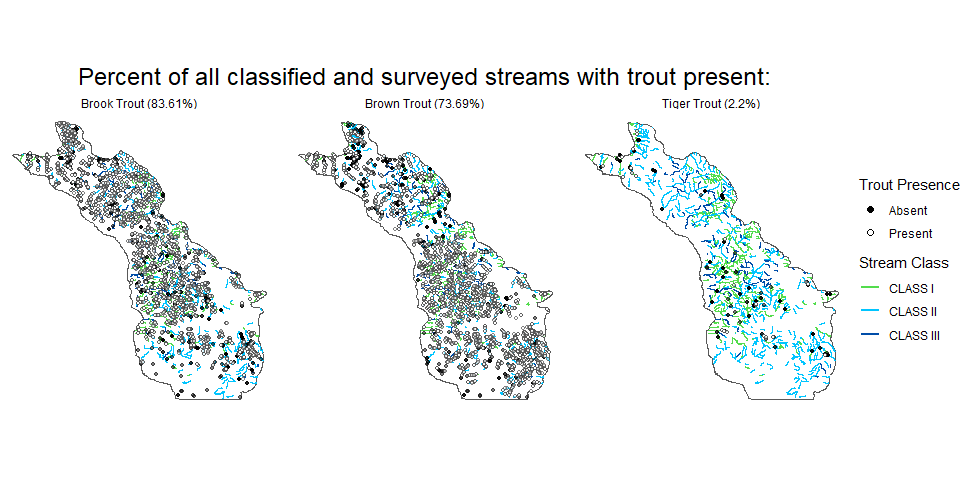 Percent of all classified and surveyed streams with trout present:
Brook Trout (83.61%)
Brown Trout (73.69%)
Tiger Trout (2.2%)
Trout Presence
Absent
Present
Stream Class
CLASS I
CLASS II
CLASS III